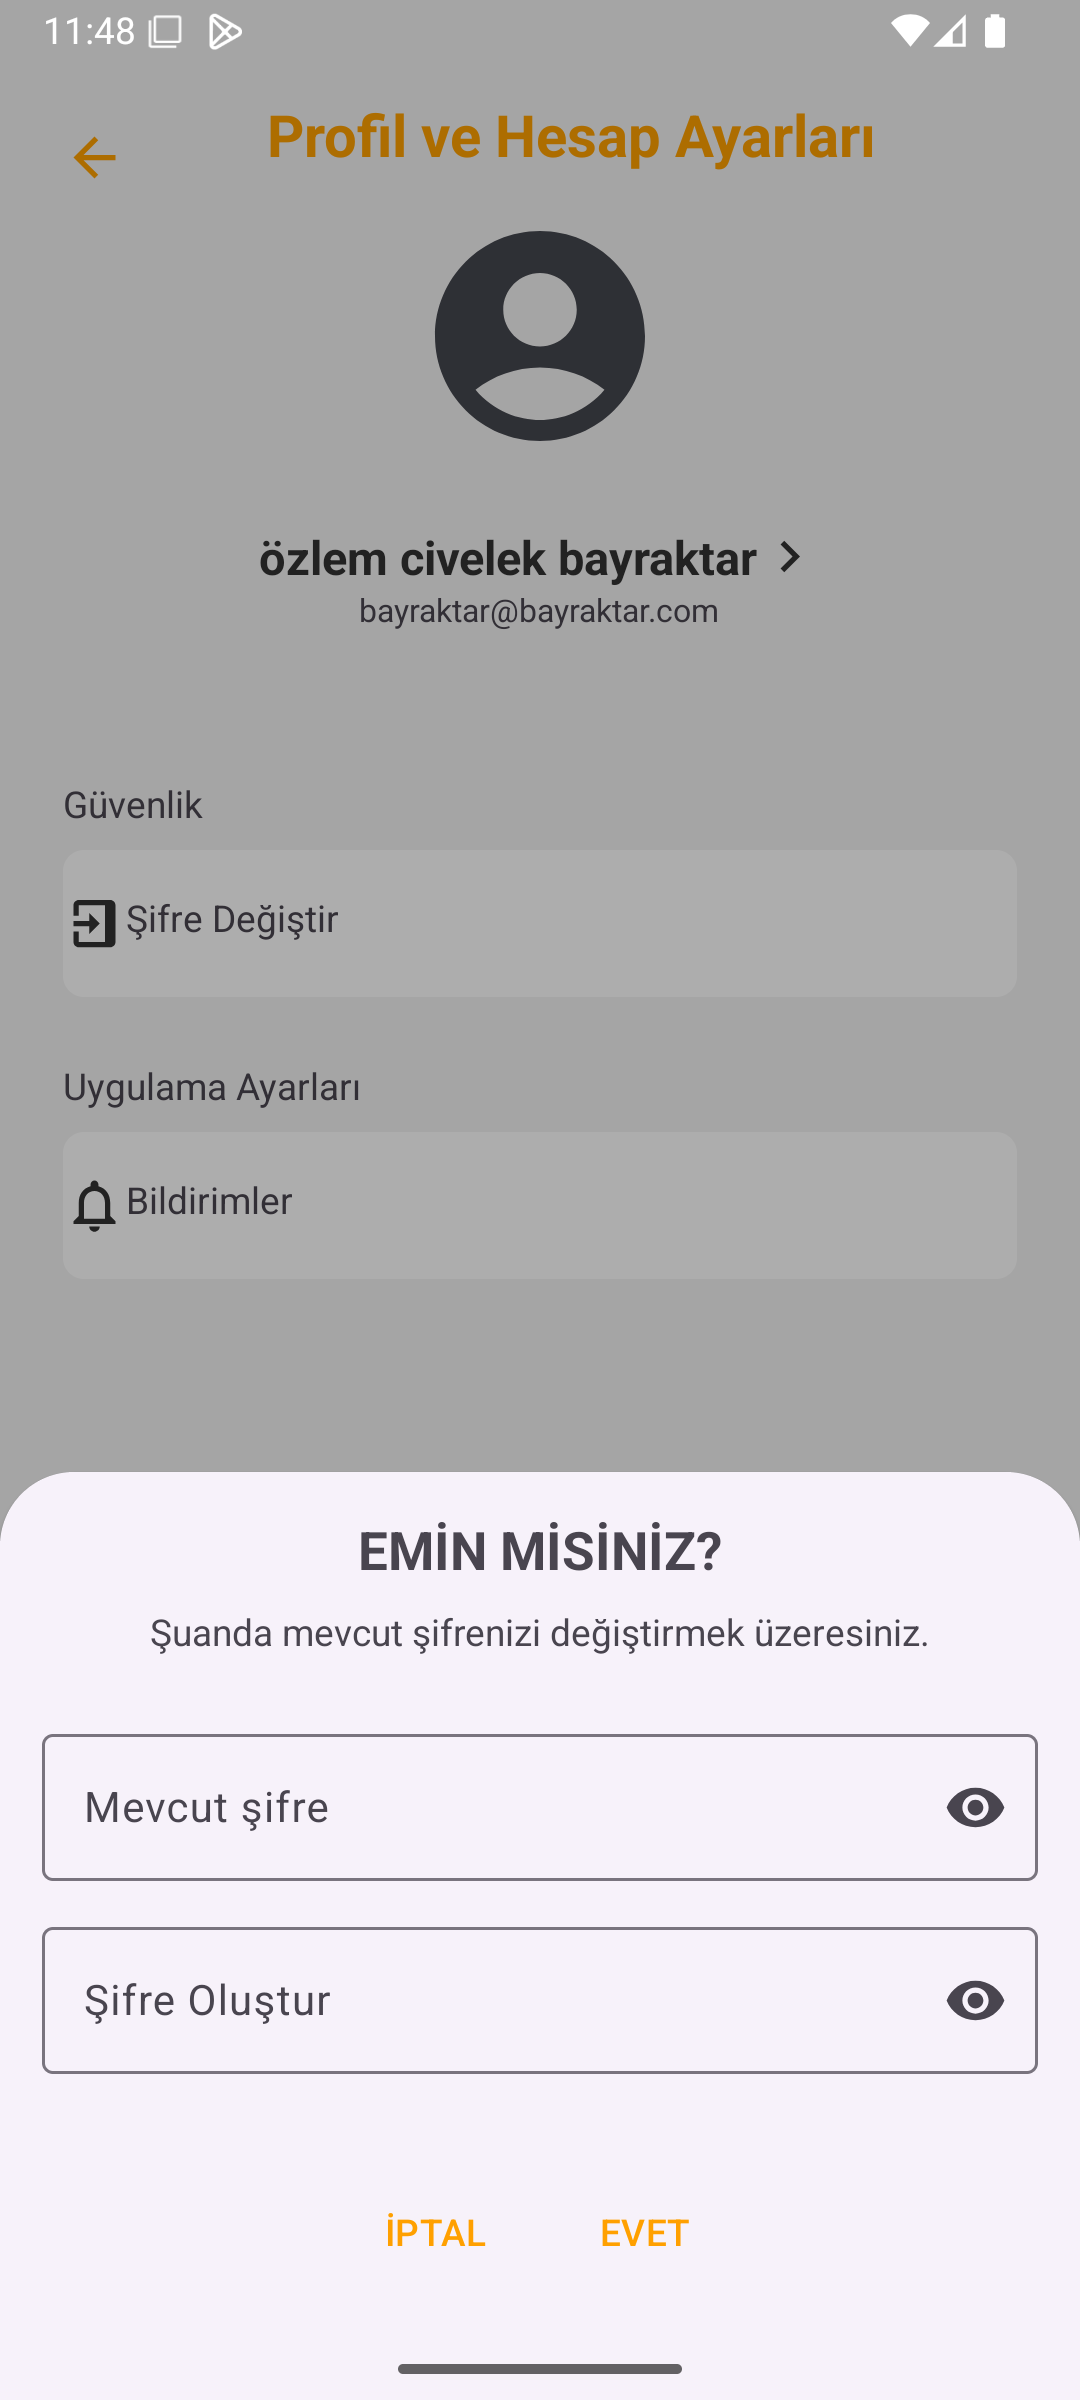 11:48
Profil ve Hesap Ayarları
özlem civelek bayraktar
bayraktar@bayraktar.com
Güvenlik
Şifre Değiştir
Uygulama Ayarları
Bildirimler
EMİN MİSİNİZ?
Şuanda mevcut şifrenizi değiştirmek üzeresiniz.
Mevcut şifre
Şifre Oluştur
İPTAL EVET